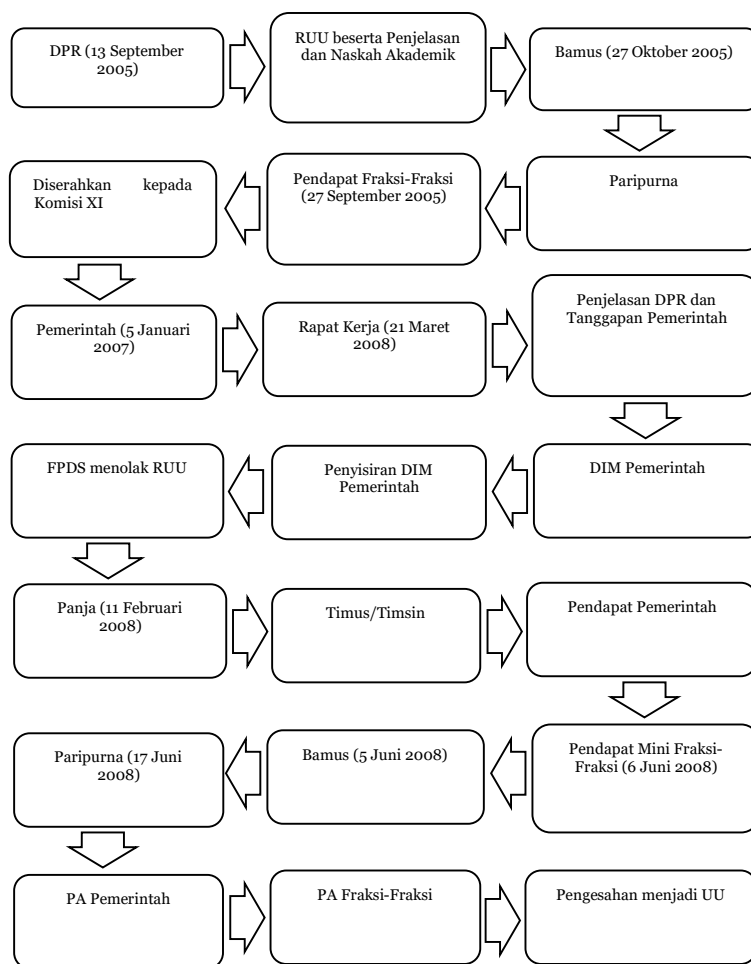 DPR (13 September
2005)
RUU beserta Penjelasan
dan Naskah Akademik
Bamus (27 Oktober 2005)
Paripurna
Pendapat Fraksi-Fraksi
(27 September 2005)
Diserahkan kepada
Komisi XI
Pemerintah (5 Januari
2007)
Rapat Kerja (21 Maret
2008)
Penjelasan DPR dan
Tanggapan Pemerintah
DIM Pemerintah
Penyisiran DIM
Pemerintah
FPDS menolak RUU
Panja (11 Februari
2008)
Timus/Timsin
Pendapat Pemerintah
Pendapat Mini Fraksi-
Fraksi (6 Juni 2008)
Bamus (5 Juni 2008)
Paripurna (17 Juni
2008)
PA Pemerintah
PA Fraksi-Fraksi
Pengesahan menjadi UU